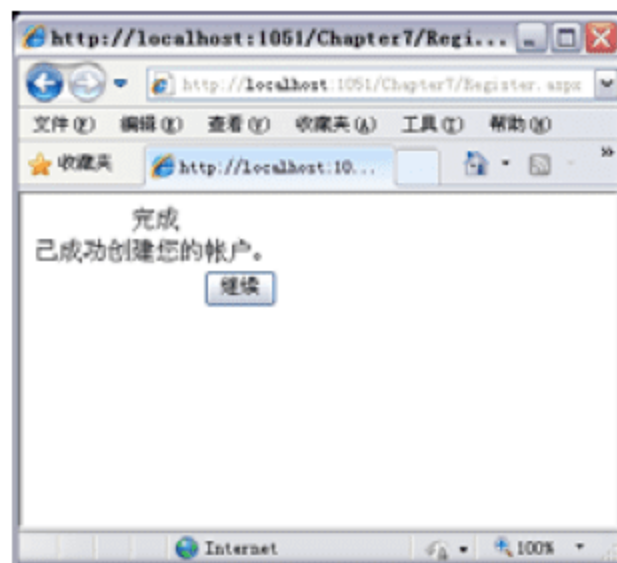 http://localhost:1051/Chapter7/Regi...
http://localhost:1051/Chapter7/Register.aspx
文件(F) 编辑(E) 查看(V) 收藏夹(A) 工具(T) 帮助(H)
收藏夹 http://localhost:10...
完成
已成功创建您的帐户。
继续
Internet 100%